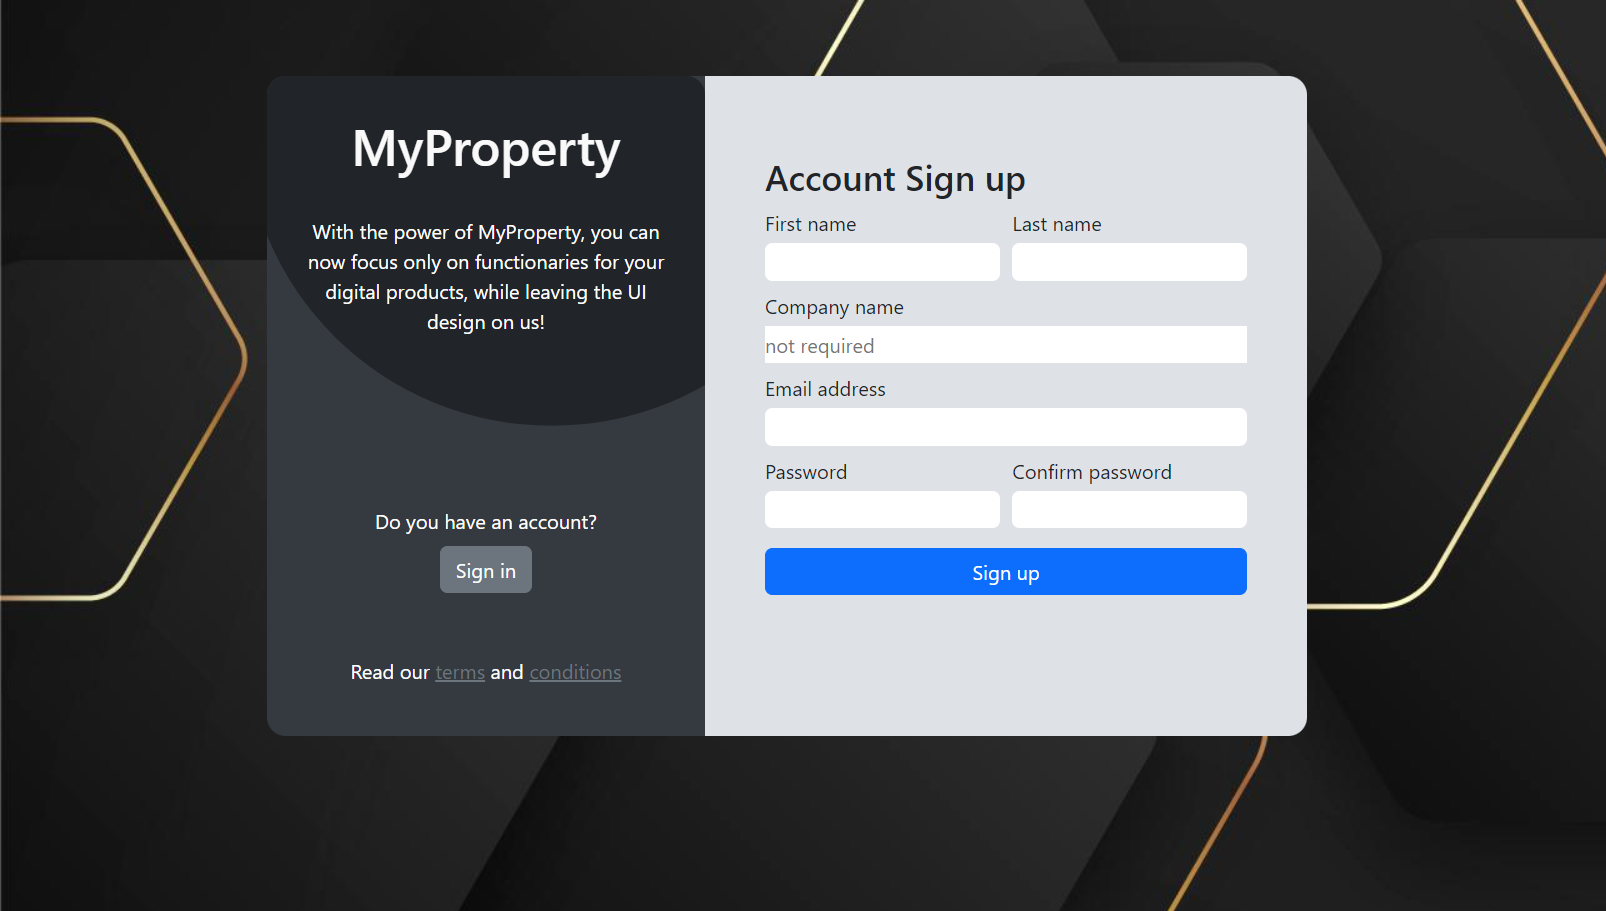 MyProperty
With the power of MyProperty, you can
now focus only on functionaries for your
digital products, while leaving the UI
design on us!
Do you have an account?
Sign in
Read our terms and conditions
Account Sign up
First name Last name
Company name
not required
Email address
Password Confirm password
Sign up